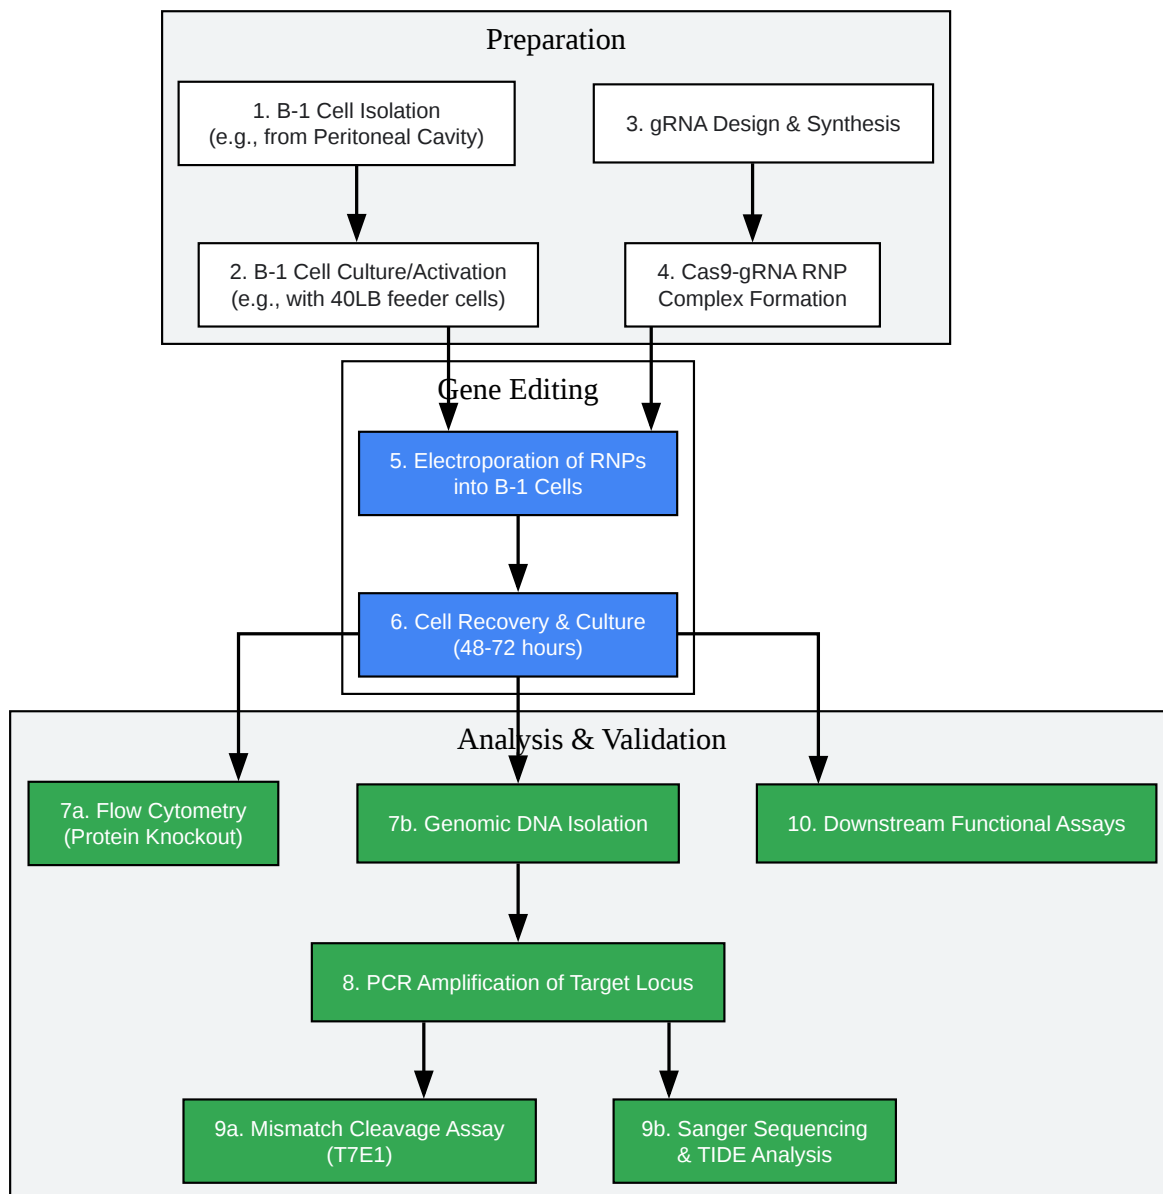 Preparation
1. B-1 Cell Isolation
(e.g., from Peritoneal Cavity)
3. gRNA Design & Synthesis
2. B-1 Cell Culture/Activation
(e.g., with 40LB feeder cells)
4. Cas9-gRNA RNP
Complex Formation
Gene Editing
5. Electroporation of RNPs
into B-1 Cells
6. Cell Recovery & Culture
(48-72 hours)
Analysis & Validation
7a. Flow Cytometry
(Protein Knockout)
7b. Genomic DNA Isolation
10. Downstream Functional Assays
8. PCR Amplification of Target Locus
9a. Mismatch Cleavage Assay
(T7E1)
9b. Sanger Sequencing
& TIDE Analysis